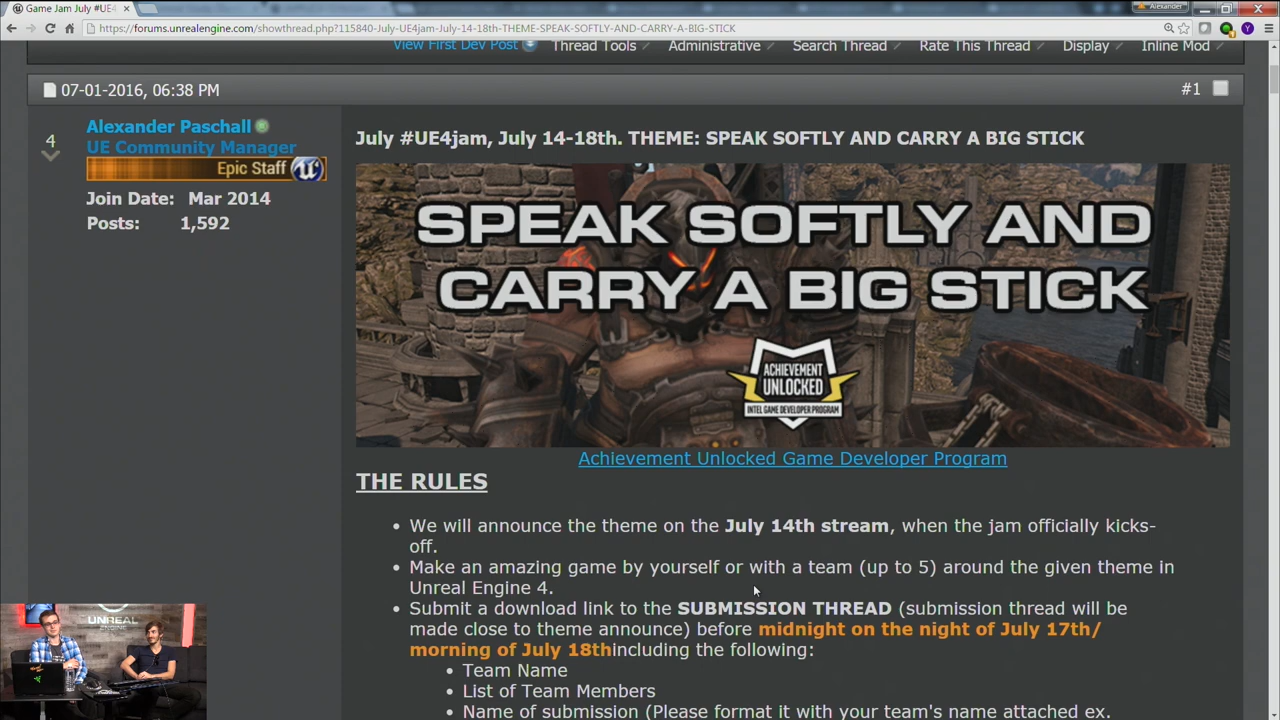 Game Jam July #UE4
Alexander
https://forums.unrealengine.com/showthread.php?115840-July-UE4jam-July-14-18th-THEME-SPEAK-SOFTLY-AND-CARRY-A-BIG-STICK
View First Dev Post Thread Tools Administrative Search Thread Rate This Thread Display Inline Mod
07-01-2016, 06:38 PM #1
4
Alexander Paschall
UE Community Manager
Epic Staff
Join Date: Mar 2014
Posts: 1,592
July #UE4jam, July 14-18th. THEME: SPEAK SOFTLY AND CARRY A BIG STICK
SPEAK SOFTLY AND
CARRY A BIG STICK
ACHIEVEMENT
UNLOCKED
INTEL GAME DEVELOPER PROGRAM
Achievement Unlocked Game Developer Program
THE RULES
• We will announce the theme on the July 14th stream, when the jam officially kicks-
off.
• Make an amazing game by yourself or with a team (up to 5) around the given theme in
Unreal Engine 4.
• Submit a download link to the SUBMISSION THREAD (submission thread will be
made close to theme announce) before midnight on the night of July 17th/
morning of July 18thincluding the following:
• Team Name
• List of Team Members
• Name of submission (Please format it with your team's name attached ex.
UNREAL
ENGINE